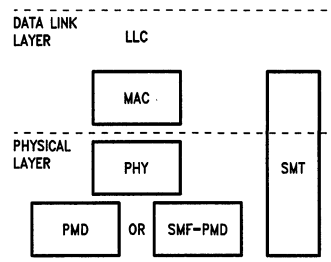 DATA LINK
LAYER
LLC
MAC
PHYSICAL
LAYER
PHY
SMT
PMD OR SMF-PMD